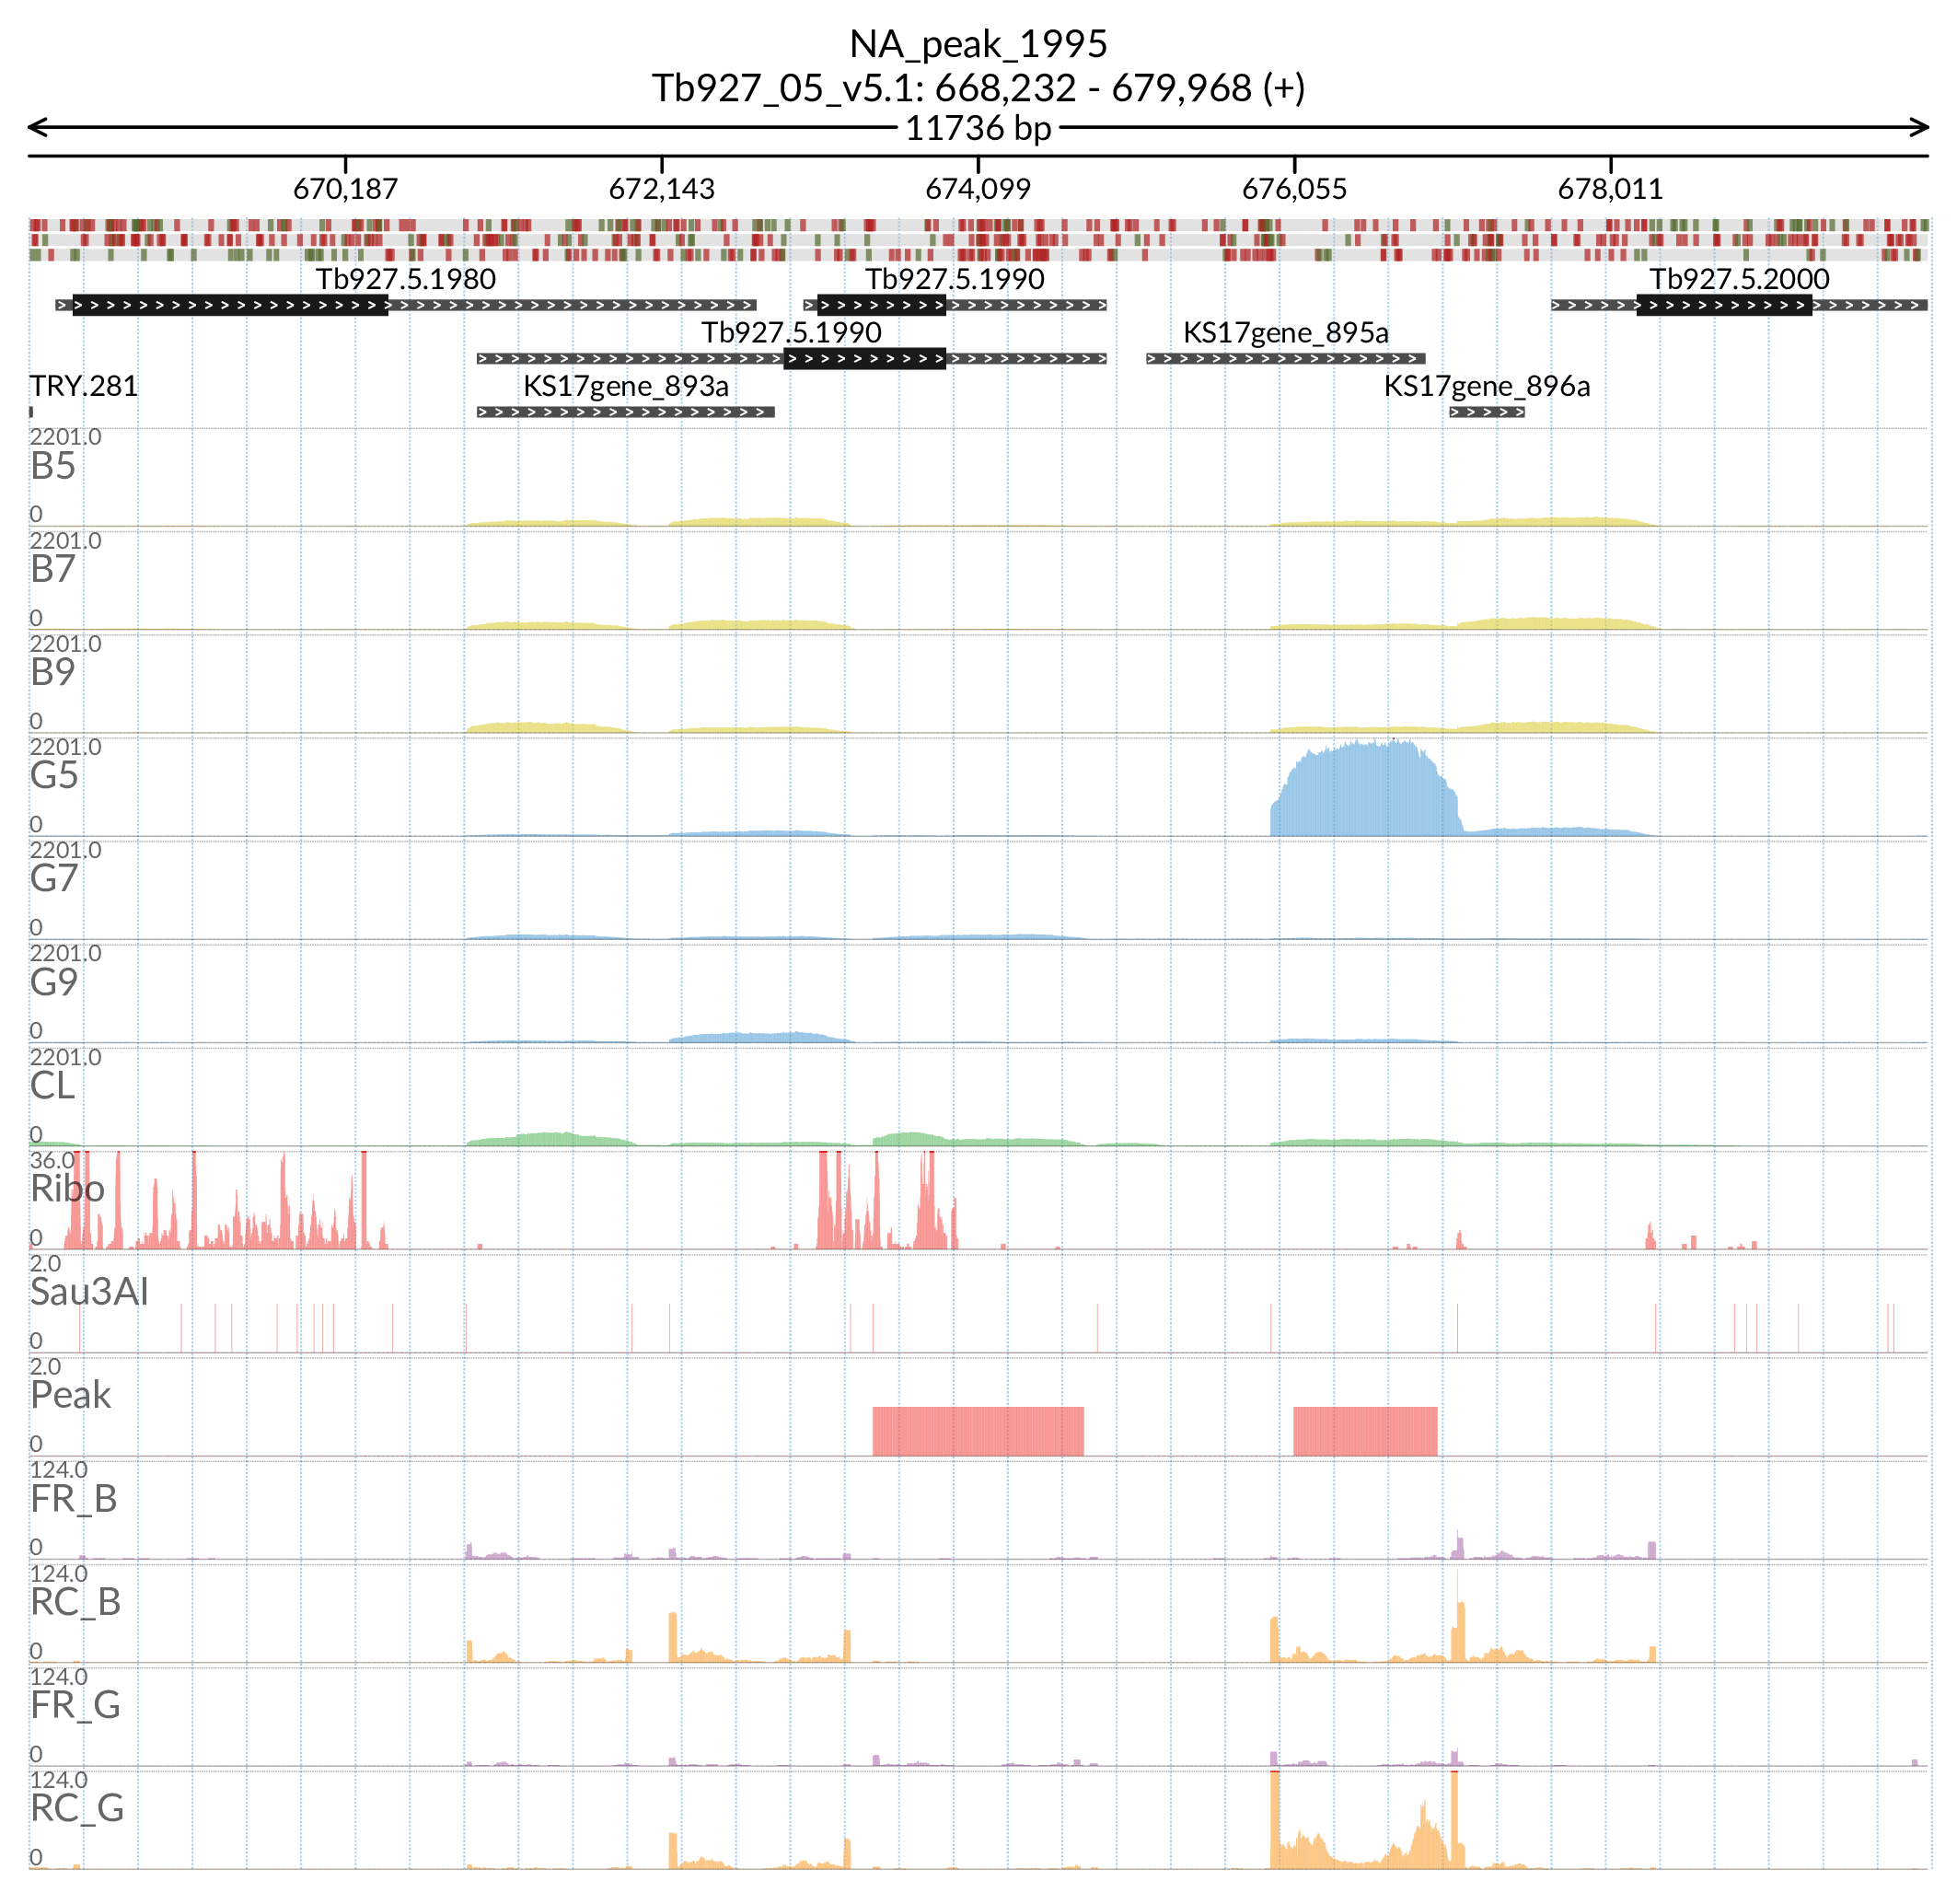 NA_peak_1995
Tb927_05_v5.1: 668,232 - 679,968 (+)
11736 bp
670,187 672,143 674,099 676,055 678,011
Tb927.5.1980 Tb927.5.1990 Tb927.5.2000
Tb927.5.1990 KS17gene_895a
TRY.281 KS17gene_893a KS17gene_896a
2201.0
B5
0
2201.0
B7
0
2201.0
B9
0
2201.0
G5
0
2201.0
G7
0
2201.0
G9
0
2201.0
CL
0
36.0
Ribo
0
2.0
Sau3AI
0
2.0
Peak
0
124.0
FR_B
0
124.0
RC_B
0
124.0
FR_G
0
124.0
RC_G
0